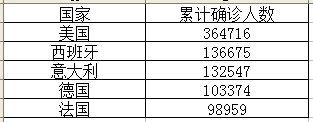 国家 累计确诊人数
美国 364716
西班牙 136675
意大利 132547
德国 103374
法国 98959